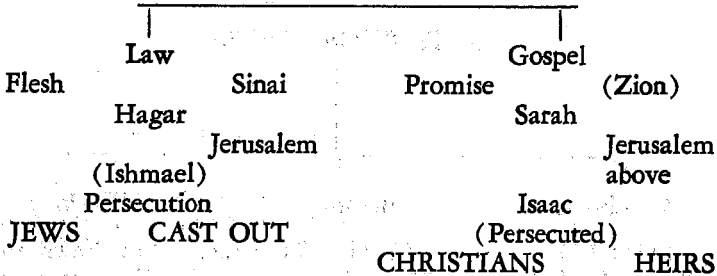 Law Gospel
Flesh Sinai Promise (Zion)
Hagar Sarah
Jerusalem Jerusalem
(Ishmael) above
Persecution Isaac
JEWS CAST OUT (Persecuted)
CHRISTIANS HEIRS